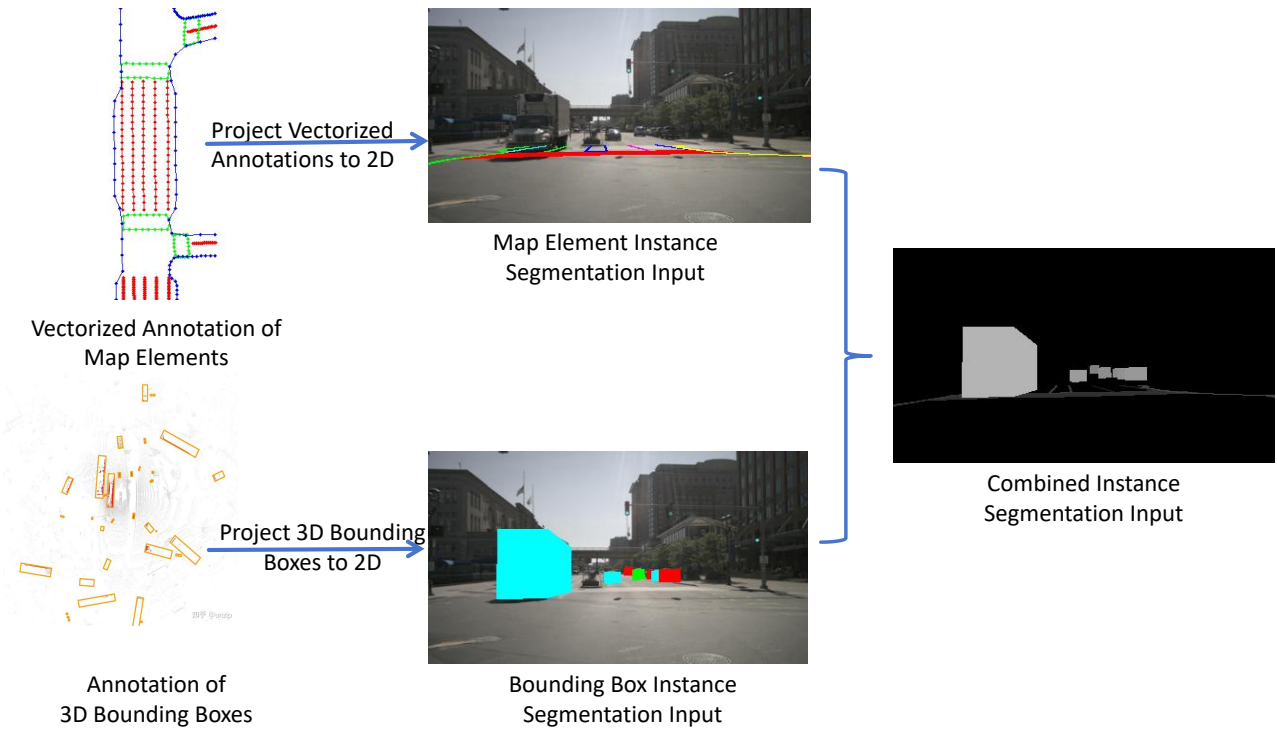 Project Vectorized
Annotations to 2D
Map Element Instance
Segmentation Input
Vectorized Annotation of
Map Elements
Project 3D Bounding
Boxes to 2D
Combined Instance
Segmentation Input
Annotation of
3D Bounding Boxes
Bounding Box Instance
Segmentation Input